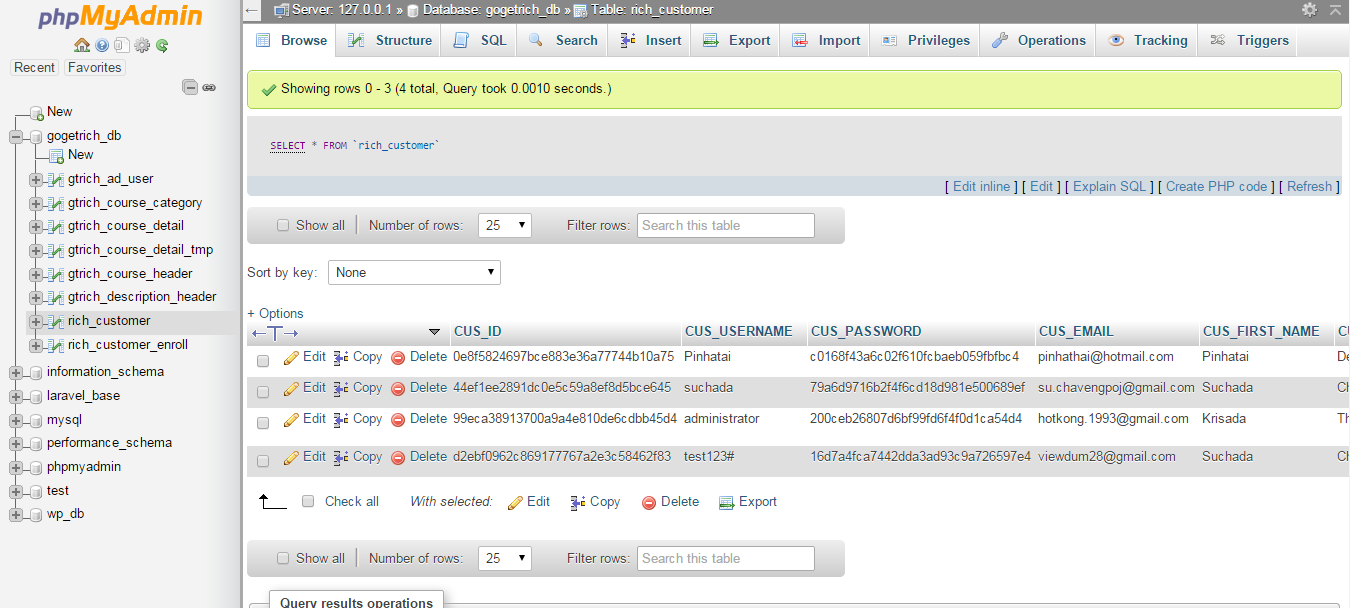 phpMyAdmin
Recent Favorites
New
gogetrich_db
New
gtrich_ad_user
gtrich_course_category
gtrich_course_detail
gtrich_course_detail_tmp
gtrich_course_header
gtrich_description_header
rich_customer
rich_customer_enroll
information_schema
laravel_base
mysql
performance_schema
phpmyadmin
test
wp_db
Server: 127.0.0.1 » Database: gogetrich_db » Table: rich_customer
Browse Structure SQL Search Insert Export Import Privileges Operations Tracking Triggers
Showing rows 0 - 3 (4 total, Query took 0.0010 seconds.)
SELECT * FROM `rich_customer`
[ Edit inline ] [ Edit ] [ Explain SQL ] [ Create PHP code ] [ Refresh ]
Show all Number of rows: 25 Filter rows: Search this table
Sort by key: None
+ Options
CUS_ID CUS_USERNAME CUS_PASSWORD CUS_EMAIL CUS_FIRST_NAME
Edit Copy Delete 0e8f5824697bce883e36a77744b10a75 Pinhatai c0168f43a6c02f610fcbaeb059fbfbc4 pinhathai@hotmail.com Pinhatai
Edit Copy Delete 44ef1ee2891dc0e5c59a8ef8d5bce645 suchada 79a6d9716b2f4f6cd18d981e500689ef su.chavengpoj@gmail.com Suchada
Edit Copy Delete 99eca38913700a9a4e810de6cdbb45d4 administrator 200ceb26807d6bf99fd6f4f0d1ca54d4 hotkong.1993@gmail.com Krisada
Edit Copy Delete d2ebf0962c869177767a2e3c58462f83 test123# 16d7a4fca7442dda3ad93c9a726597e4 viewdum28@gmail.com Suchada
Check all With selected: Edit Copy Delete Export
Show all Number of rows: 25 Filter rows: Search this table
Query results operations